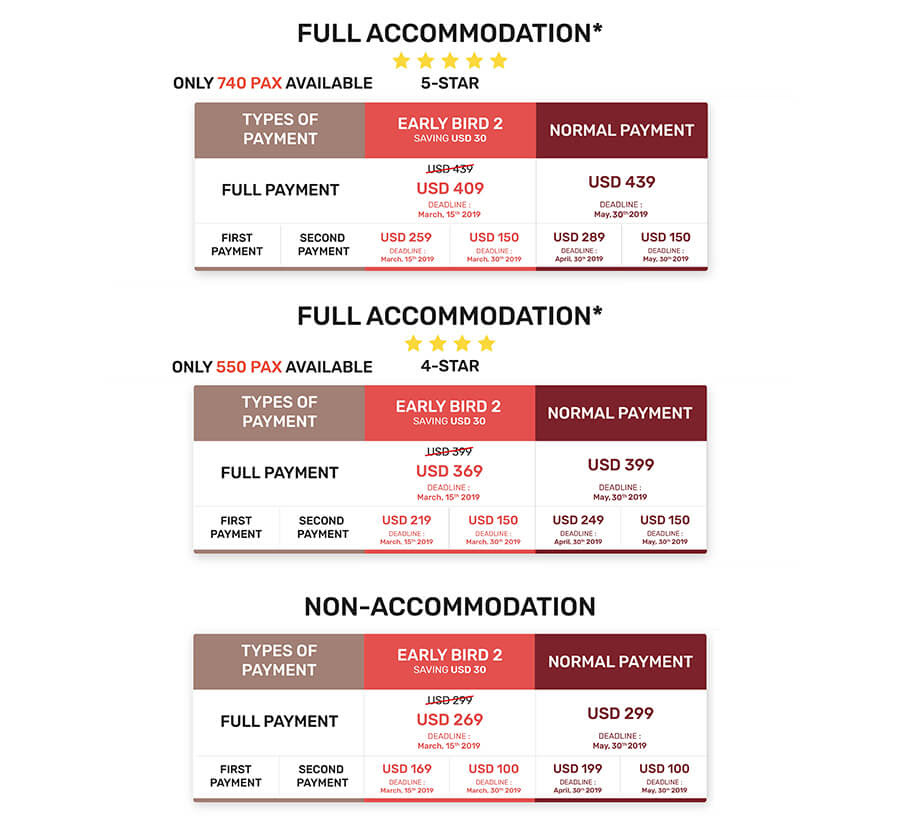 FULL ACCOMMODATION*
ONLY 740 PAX AVAILABLE
5-STAR
TYPES OF
PAYMENT
EARLY BIRD 2
SAVING USD 30
NORMAL PAYMENT
FULL PAYMENT
USD 439
USD 409
DEADLINE :
March, 15th 2019
USD 439
DEADLINE :
May, 30th 2019
FIRST
PAYMENT
SECOND
PAYMENT
USD 259
DEADLINE :
March, 15th 2019
USD 150
DEADLINE :
March, 30th 2019
USD 289
DEADLINE :
April, 30th 2019
USD 150
DEADLINE :
May, 30th 2019
FULL ACCOMMODATION*
ONLY 550 PAX AVAILABLE
4-STAR
TYPES OF
PAYMENT
EARLY BIRD 2
SAVING USD 30
NORMAL PAYMENT
FULL PAYMENT
USD 399
USD 369
DEADLINE :
March, 15th 2019
USD 399
DEADLINE :
May, 30th 2019
FIRST
PAYMENT
SECOND
PAYMENT
USD 219
DEADLINE :
March, 15th 2019
USD 150
DEADLINE :
March, 30th 2019
USD 249
DEADLINE :
April, 30th 2019
USD 150
DEADLINE :
May, 30th 2019
NON-ACCOMMODATION
TYPES OF
PAYMENT
EARLY BIRD 2
SAVING USD 30
NORMAL PAYMENT
FULL PAYMENT
USD 299
USD 269
DEADLINE :
March, 15th 2019
USD 299
DEADLINE :
May, 30th 2019
FIRST
PAYMENT
SECOND
PAYMENT
USD 169
DEADLINE :
March, 15th 2019
USD 100
DEADLINE :
March, 30th 2019
USD 199
DEADLINE :
April, 30th 2019
USD 100
DEADLINE :
May, 30th 2019